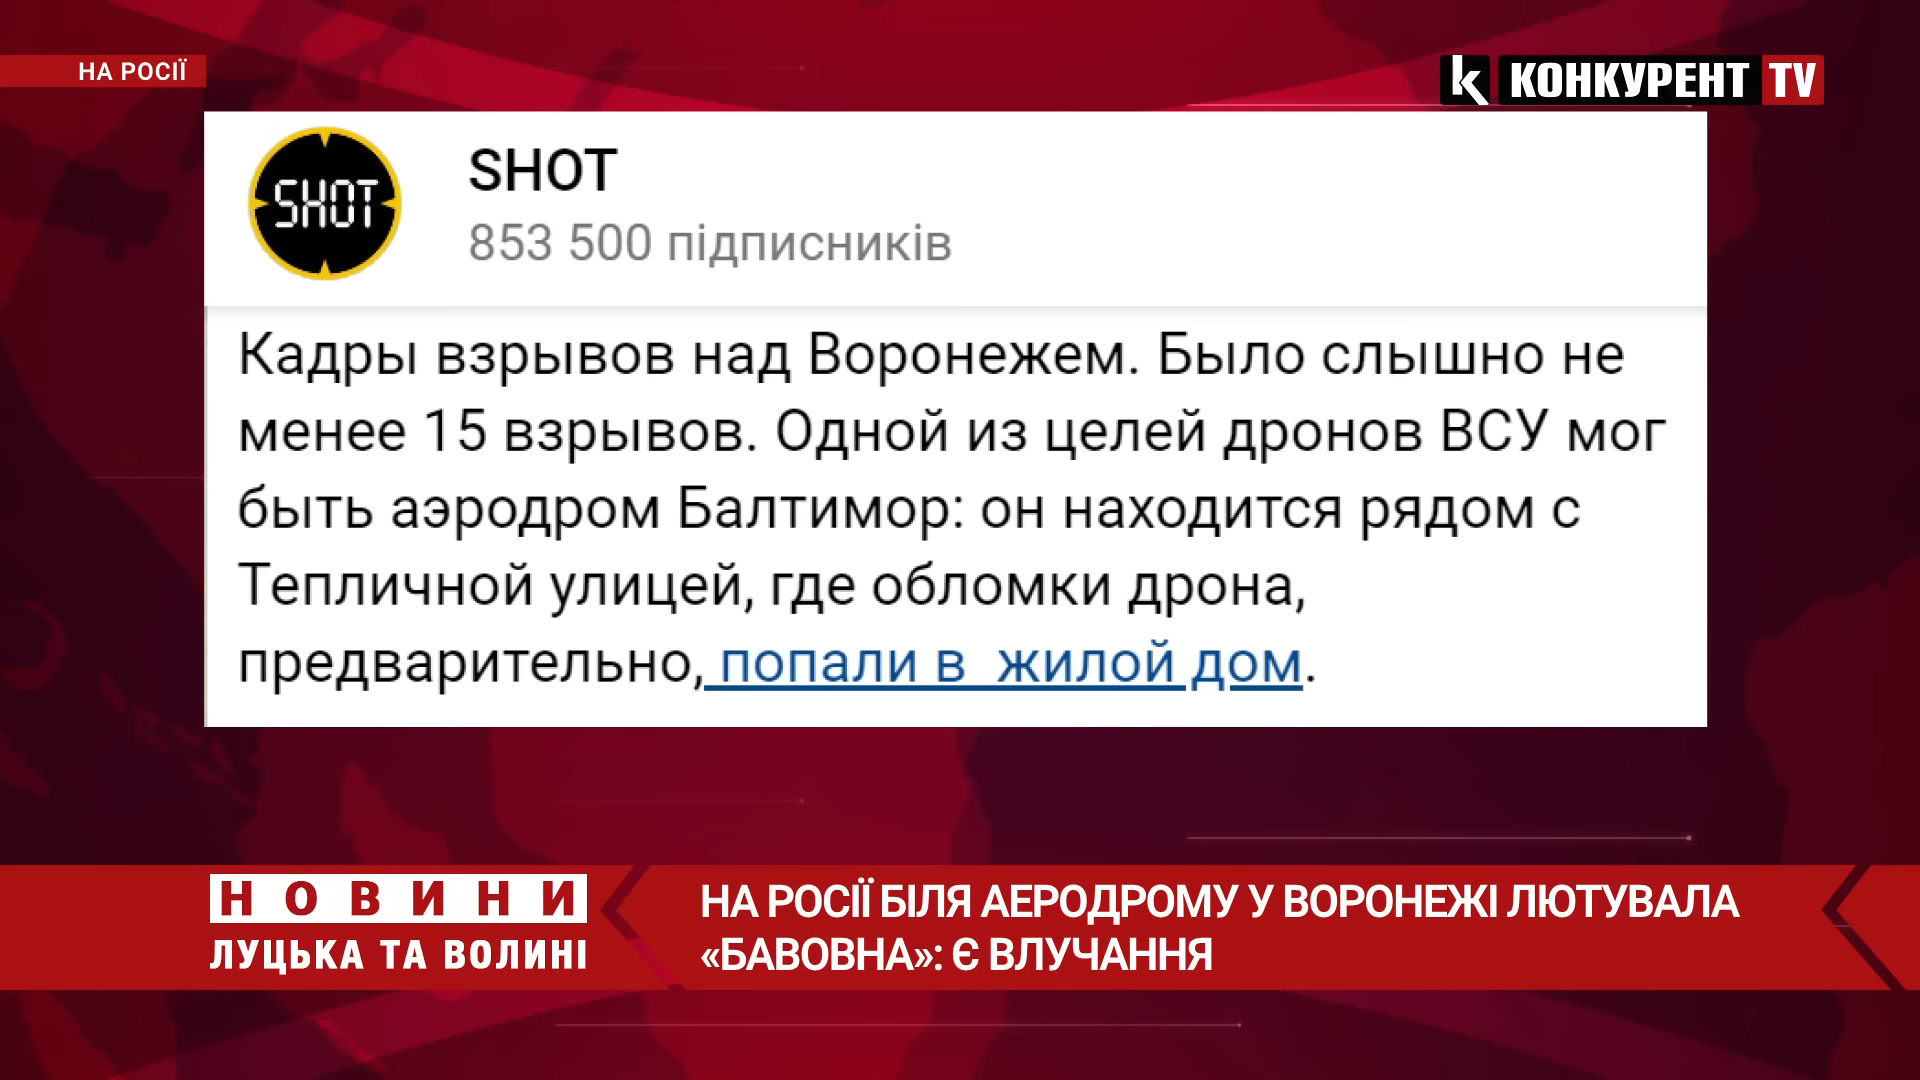 НА РОСІЇ
k КОНКУРЕНТ TV
SHOT
SHOT
853 500 підписників
Кадры взрывов над Воронежем. Было слышно не
менее 15 взрывов. Одной из целей дронов ВСУ мог
быть аэродром Балтимор: он находится рядом с
Тепличной улицей, где обломки дрона,
предварительно, попали в жилой дом.
НОВИНИ
ЛУЦЬКА ТА ВОЛИНІ
НА РОСІЇ БІЛЯ АЕРОДРОМУ У ВОРОНЕЖІ ЛЮТУВАЛА
«БАВОВНА»: Є ВЛУЧАННЯ